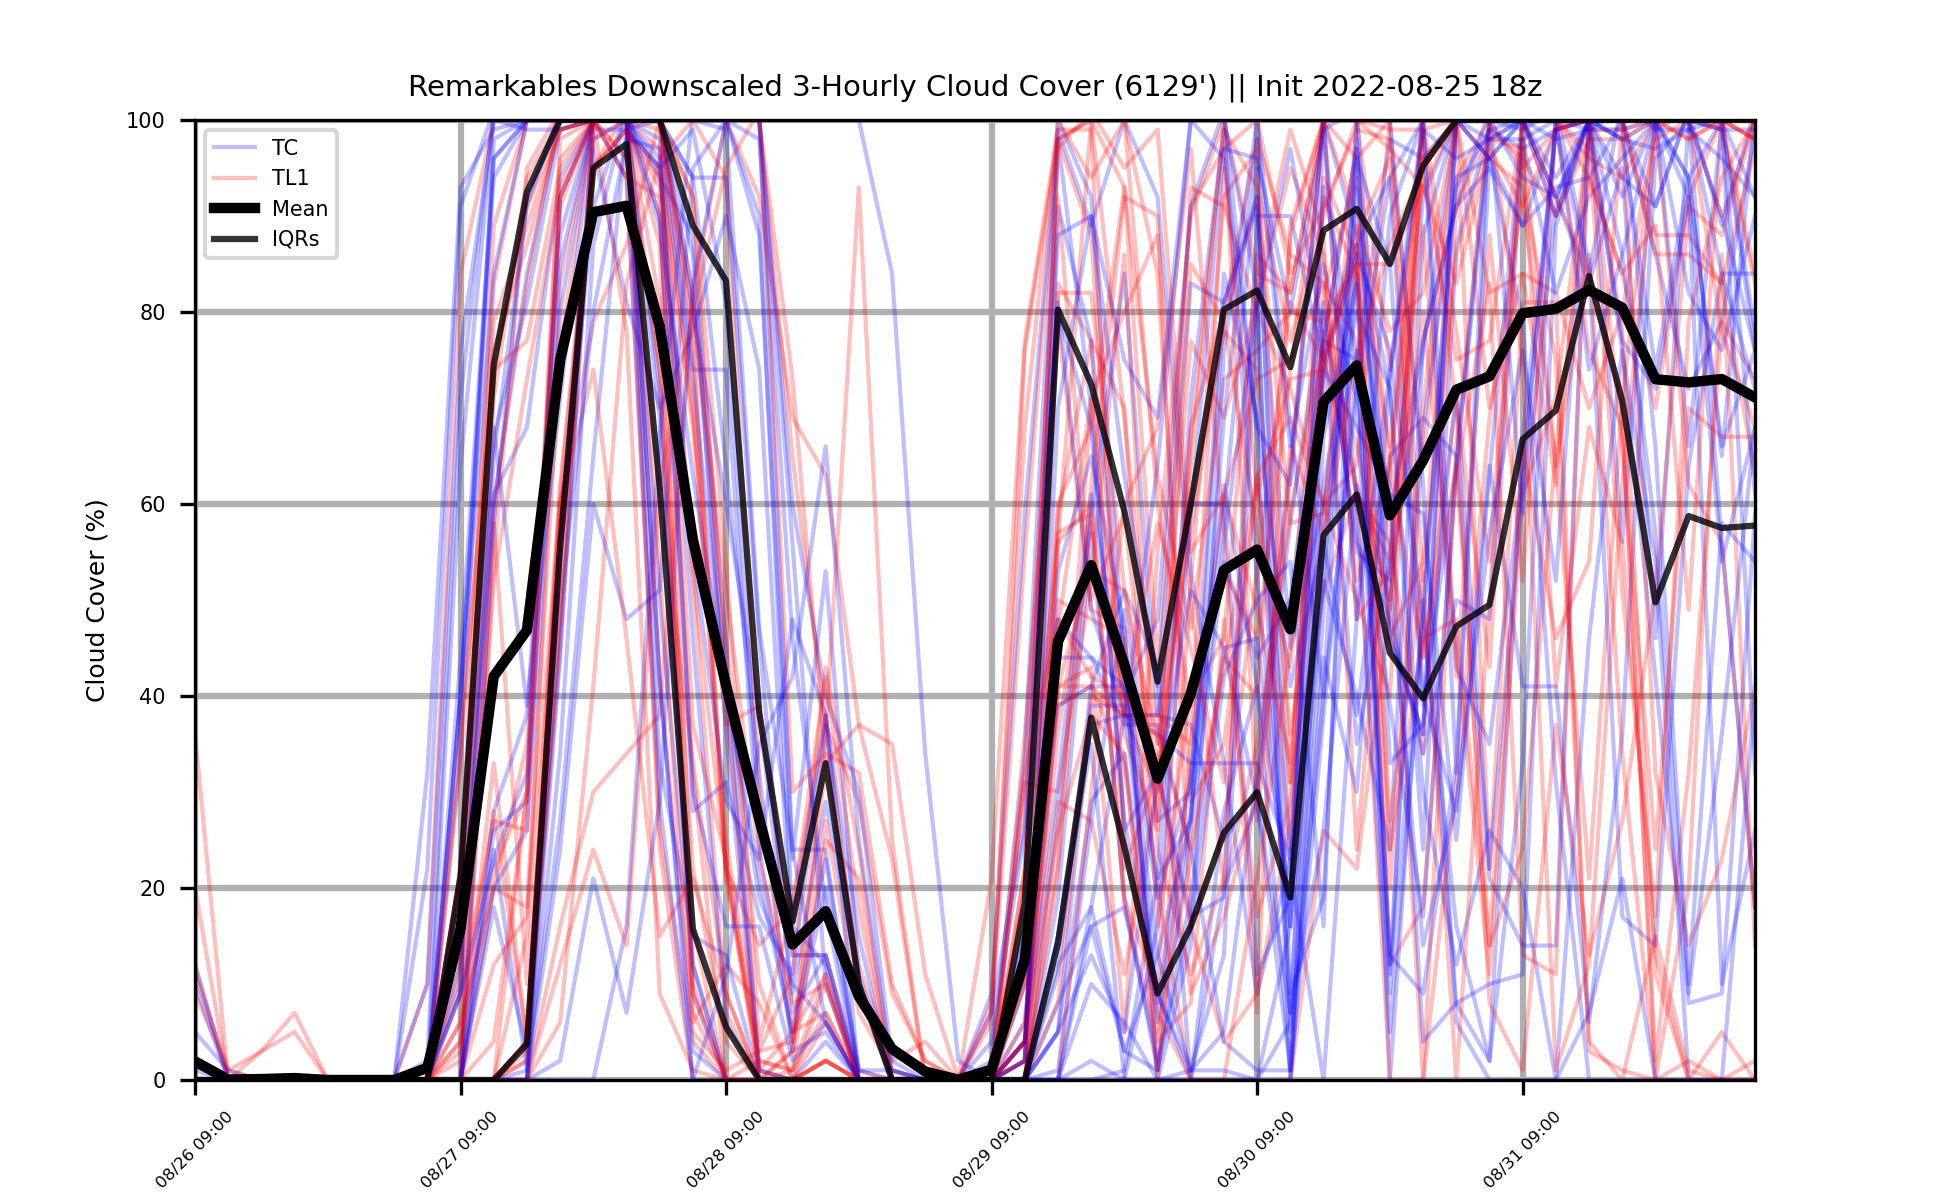 Remarkables Downscaled 3-Hourly Cloud Cover (6129') || Init 2022-08-25 18z
Cloud Cover (%)
100
80
60
40
20
0
TC
TL1
Mean
IQRs
08/26 09:00
08/27 09:00
08/28 09:00
08/29 09:00
08/30 09:00
08/31 09:00